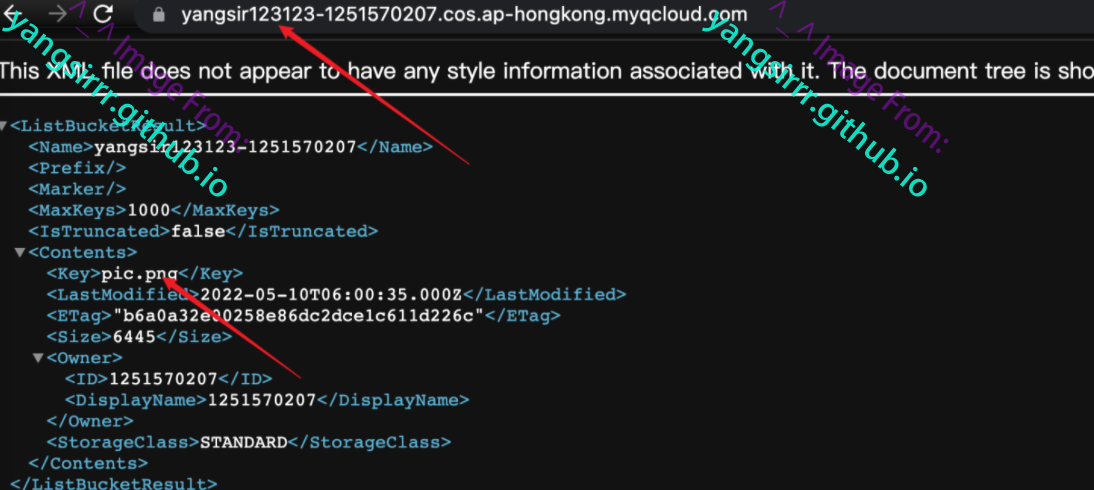 yangsir123123-1251570207.cos.ap-hongkong.myqcloud.com
This XML file does not appear to have any style information associated with it. The document tree is sho
<ListBucketResult>
<Name>yangsir123123-1251570207</Name>
<Prefix/>
<Marker/>
<MaxKeys>1000</MaxKeys>
<IsTruncated>false</IsTruncated>
<Contents>
<Key>pic.png</Key>
<LastModified>2022-05-10T06:00:35.000Z</LastModified>
<ETag>"b6a0a32e00258e86dc2dce1c611d226c"</ETag>
<Size>6445</Size>
<Owner>
<ID>1251570207</ID>
<DisplayName>1251570207</DisplayName>
</Owner>
<StorageClass>STANDARD</StorageClass>
</Contents>
</ListBucketResult>
^_^ Image From:
yangsirrr.github.io
^_^ Image From:
yangsirrr.github.io